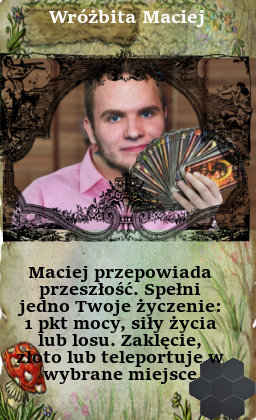 Wróżbita Maciej
Maciej przepowiada
przeszłość. Spełni
jedno Twoje życzenie:
1 pkt mocy, siły życia
lub losu. Zaklęcie,
złoto lub teleportuje w
wybrane miejsce